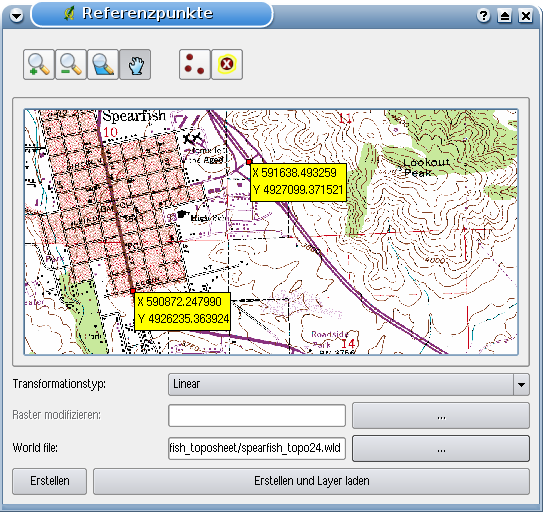 Referenzpunkte
Spearfish
10
11
Lookout
Peak
X 591638.493259
Y 4927099.371521
X 590872.247990
Y 4926235.363924
Roadside
Park
14
Transformationstyp:
Linear
Raster modifizieren:
...
World file:
fish_toposheet/spearfish_topo24.wld
...
Erstellen
Erstellen und Layer laden